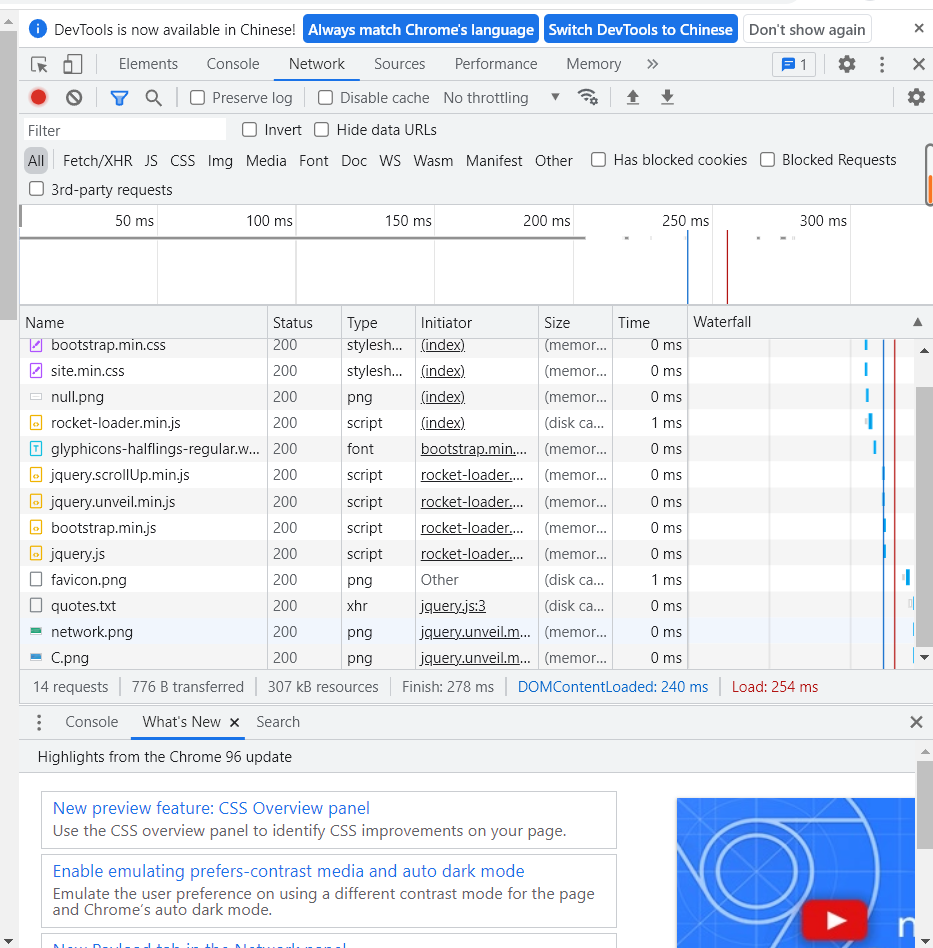 DevTools is now available in Chinese! Always match Chrome's language Switch DevTools to Chinese Don't show again
Elements Console Network Sources Performance Memory 1
Preserve log Disable cache No throttling
Filter Invert Hide data URLs
All Fetch/XHR JS CSS Img Media Font Doc WS Wasm Manifest Other Has blocked cookies Blocked Requests
3rd-party requests
50 ms 100 ms 150 ms 200 ms 250 ms 300 ms
Name Status Type Initiator Size Time Waterfall
bootstrap.min.css 200 stylesh... (index) (memor... 0 ms
site.min.css 200 stylesh... (index) (memor... 0 ms
null.png 200 png (index) (memor... 0 ms
rocket-loader.min.js 200 script (index) (disk ca... 1 ms
glyphicons-halflings-regular.w... 200 font bootstrap.min.... (memor... 0 ms
jquery.scrollUp.min.js 200 script rocket-loader.... (memor... 0 ms
jquery.unveil.min.js 200 script rocket-loader.... (memor... 0 ms
bootstrap.min.js 200 script rocket-loader.... (memor... 0 ms
jquery.js 200 script rocket-loader.... (memor... 0 ms
favicon.png 200 png Other (disk ca... 1 ms
quotes.txt 200 xhr jquery.js:3 (disk ca... 0 ms
network.png 200 png jquery.unveil.m... (memor... 0 ms
C.png 200 png jquery.unveil.m... (memor... 0 ms
14 requests 776 B transferred 307 kB resources Finish: 278 ms DOMContentLoaded: 240 ms Load: 254 ms
Console What's New Search
Highlights from the Chrome 96 update
New preview feature: CSS Overview panel
Use the CSS overview panel to identify CSS improvements on your page.
Enable emulating prefers-contrast media and auto dark mode
Emulate the user preference on using a different contrast mode for the page
and Chrome's auto dark mode.
New Payload tab in the Network panel